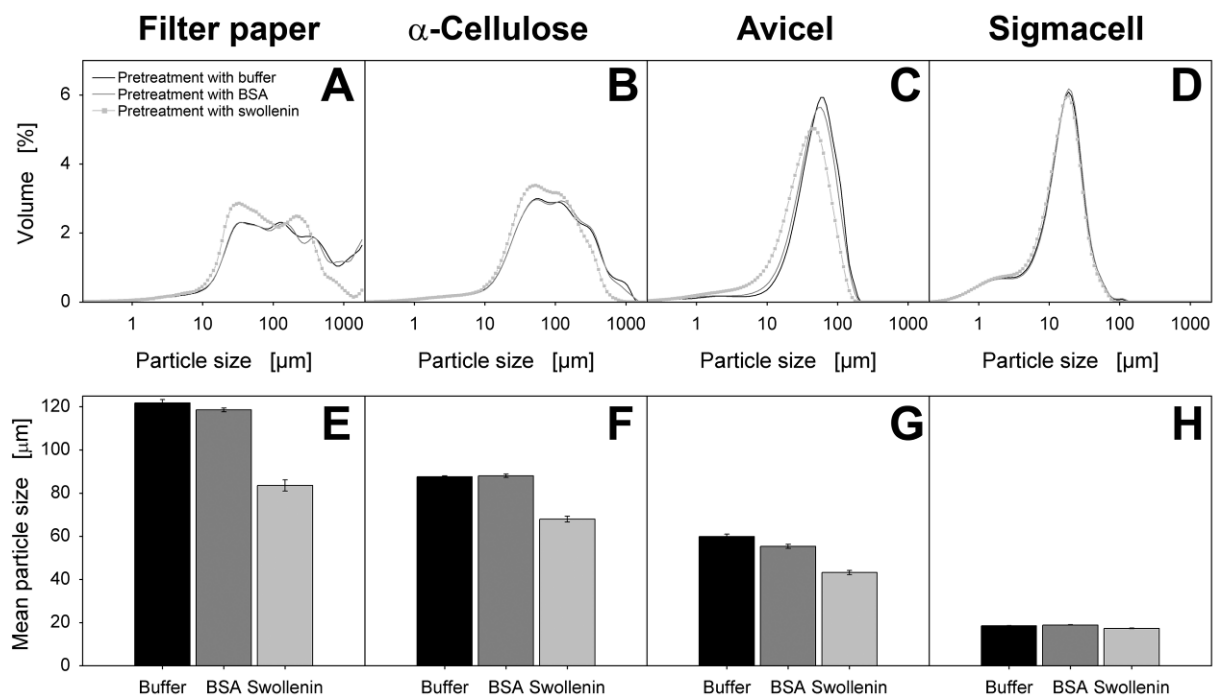 Filter paper α-Cellulose Avicel Sigmacell
Pretreatment with buffer
Pretreatment with BSA
Pretreatment with swollenin
A B C D
Volume [%]
6
4
2
0
1 10 100 1000 1 10 100 1000 1 10 100 1000 1 10 100 1000
Particle size [µm] Particle size [µm] Particle size [µm] Particle size [µm]
E F G H
Mean particle size [µm]
120
100
80
60
40
20
0
Buffer BSA Swollenin Buffer BSA Swollenin Buffer BSA Swollenin Buffer BSA Swollenin